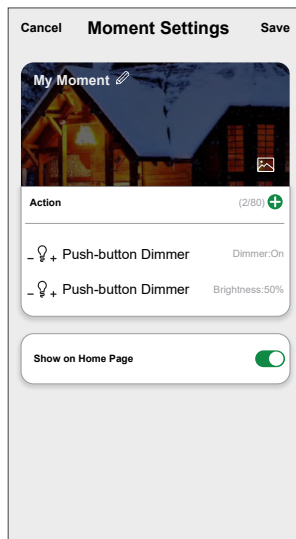 Cancel Moment Settings Save
My Moment
Action (2/80)
Push-button Dimmer Dimmer:On
Push-button Dimmer Brightness:50%
Show on Home Page